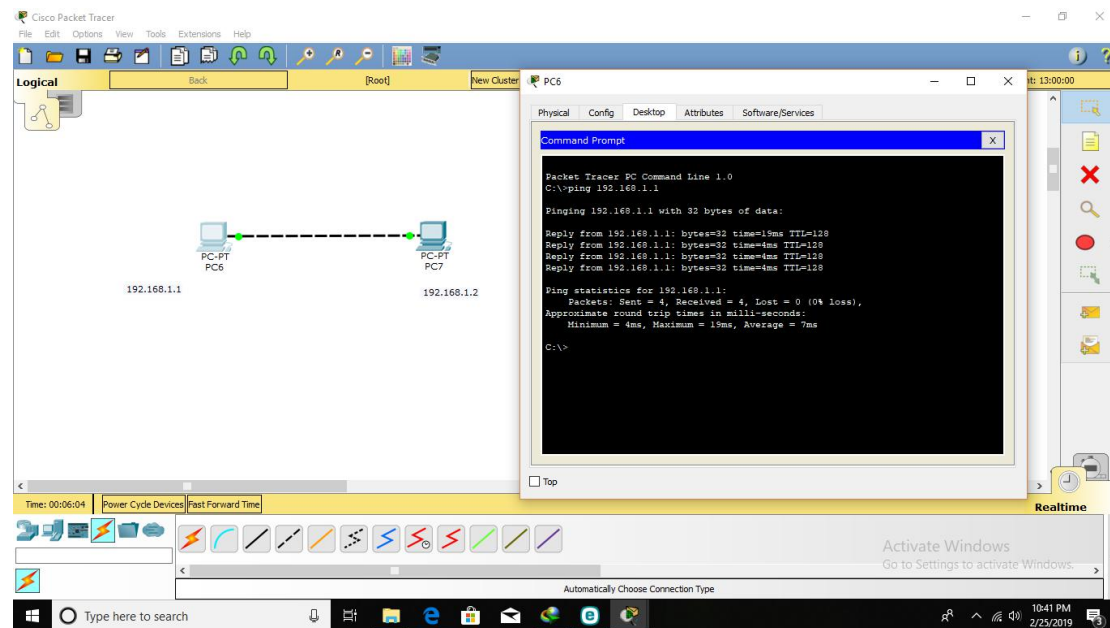 Cisco Packet Tracer
File Edit Options View Tools Extensions Help
Logical
Back
[Root]
New Cluster
t: 13:00:00
PC6
Physical Config Desktop Attributes Software/Services
Command Prompt
X
Packet Tracer PC Command Line 1.0
C:\>ping 192.168.1.1
Pinging 192.168.1.1 with 32 bytes of data:
Reply from 192.168.1.1: bytes=32 time=19ms TTL=128
Reply from 192.168.1.1: bytes=32 time=4ms TTL=128
Reply from 192.168.1.1: bytes=32 time=4ms TTL=128
Reply from 192.168.1.1: bytes=32 time=4ms TTL=128
Ping statistics for 192.168.1.1:
Packets: Sent = 4, Received = 4, Lost = 0 (0% loss),
Approximate round trip times in milli-seconds:
Minimum = 4ms, Maximum = 19ms, Average = 7ms
C:\>
Top
PC-PT
PC6
192.168.1.1
PC-PT
PC7
192.168.1.2
Time: 00:06:04 Power Cycle Devices Fast Forward Time
Realtime
Automatically Choose Connection Type
Activate Windows
Go to Settings to activate Windows.
Type here to search
10:41 PM
2/25/2019
3